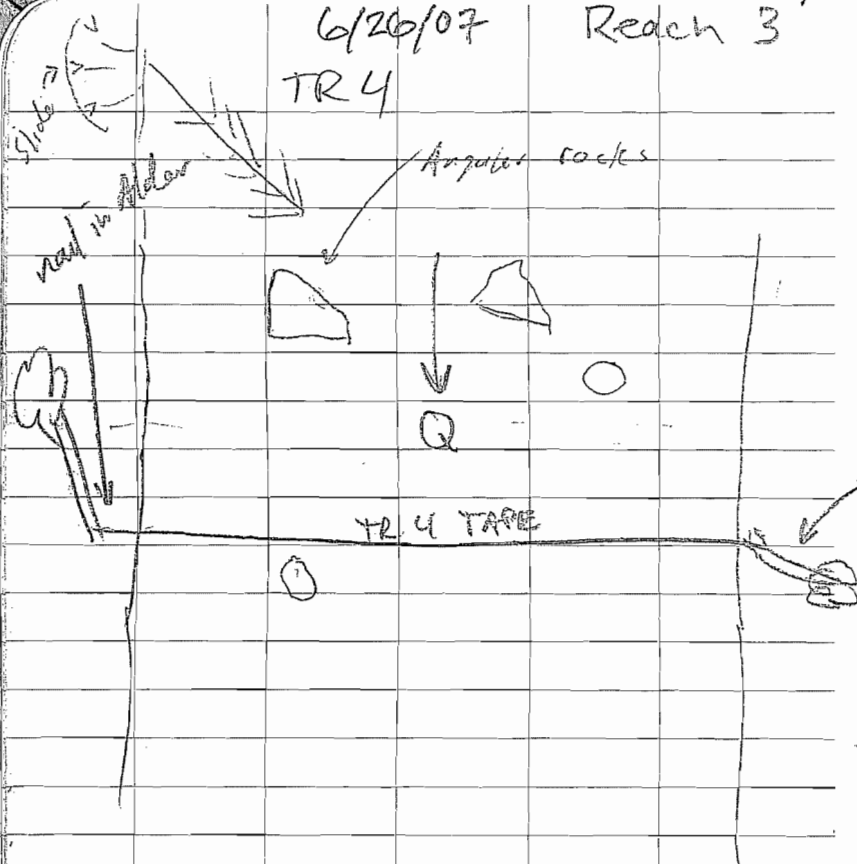 6/26/07 Reach 3
TR 4
slide
Angular rocks
nail in Alder
Q
TR 4 TAPE